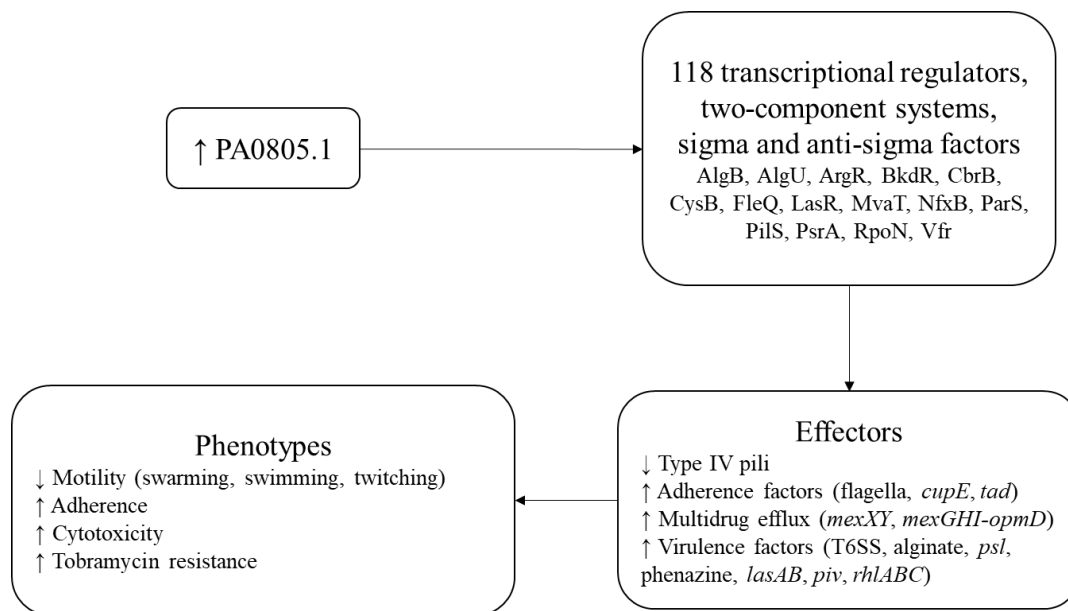 ↑ PA0805.1
118 transcriptional regulators,
two-component systems,
sigma and anti-sigma factors
AlgB, AlgU, ArgR, BkdR, CbrB,
CysB, FleQ, LasR, MvaT, NfxB, ParS,
PilS, PsrA, RpoN, Vfr
Effectors
↓ Type IV pili
↑ Adherence factors (flagella, cupE, tad)
↑ Multidrug efflux (mexXY, mexGHI-opmD)
↑ Virulence factors (T6SS, alginate, psl,
phenazine, lasAB, piv, rhlABC)
Phenotypes
↓ Motility (swarming, swimming, twitching)
↑ Adherence
↑ Cytotoxicity
↑ Tobramycin resistance